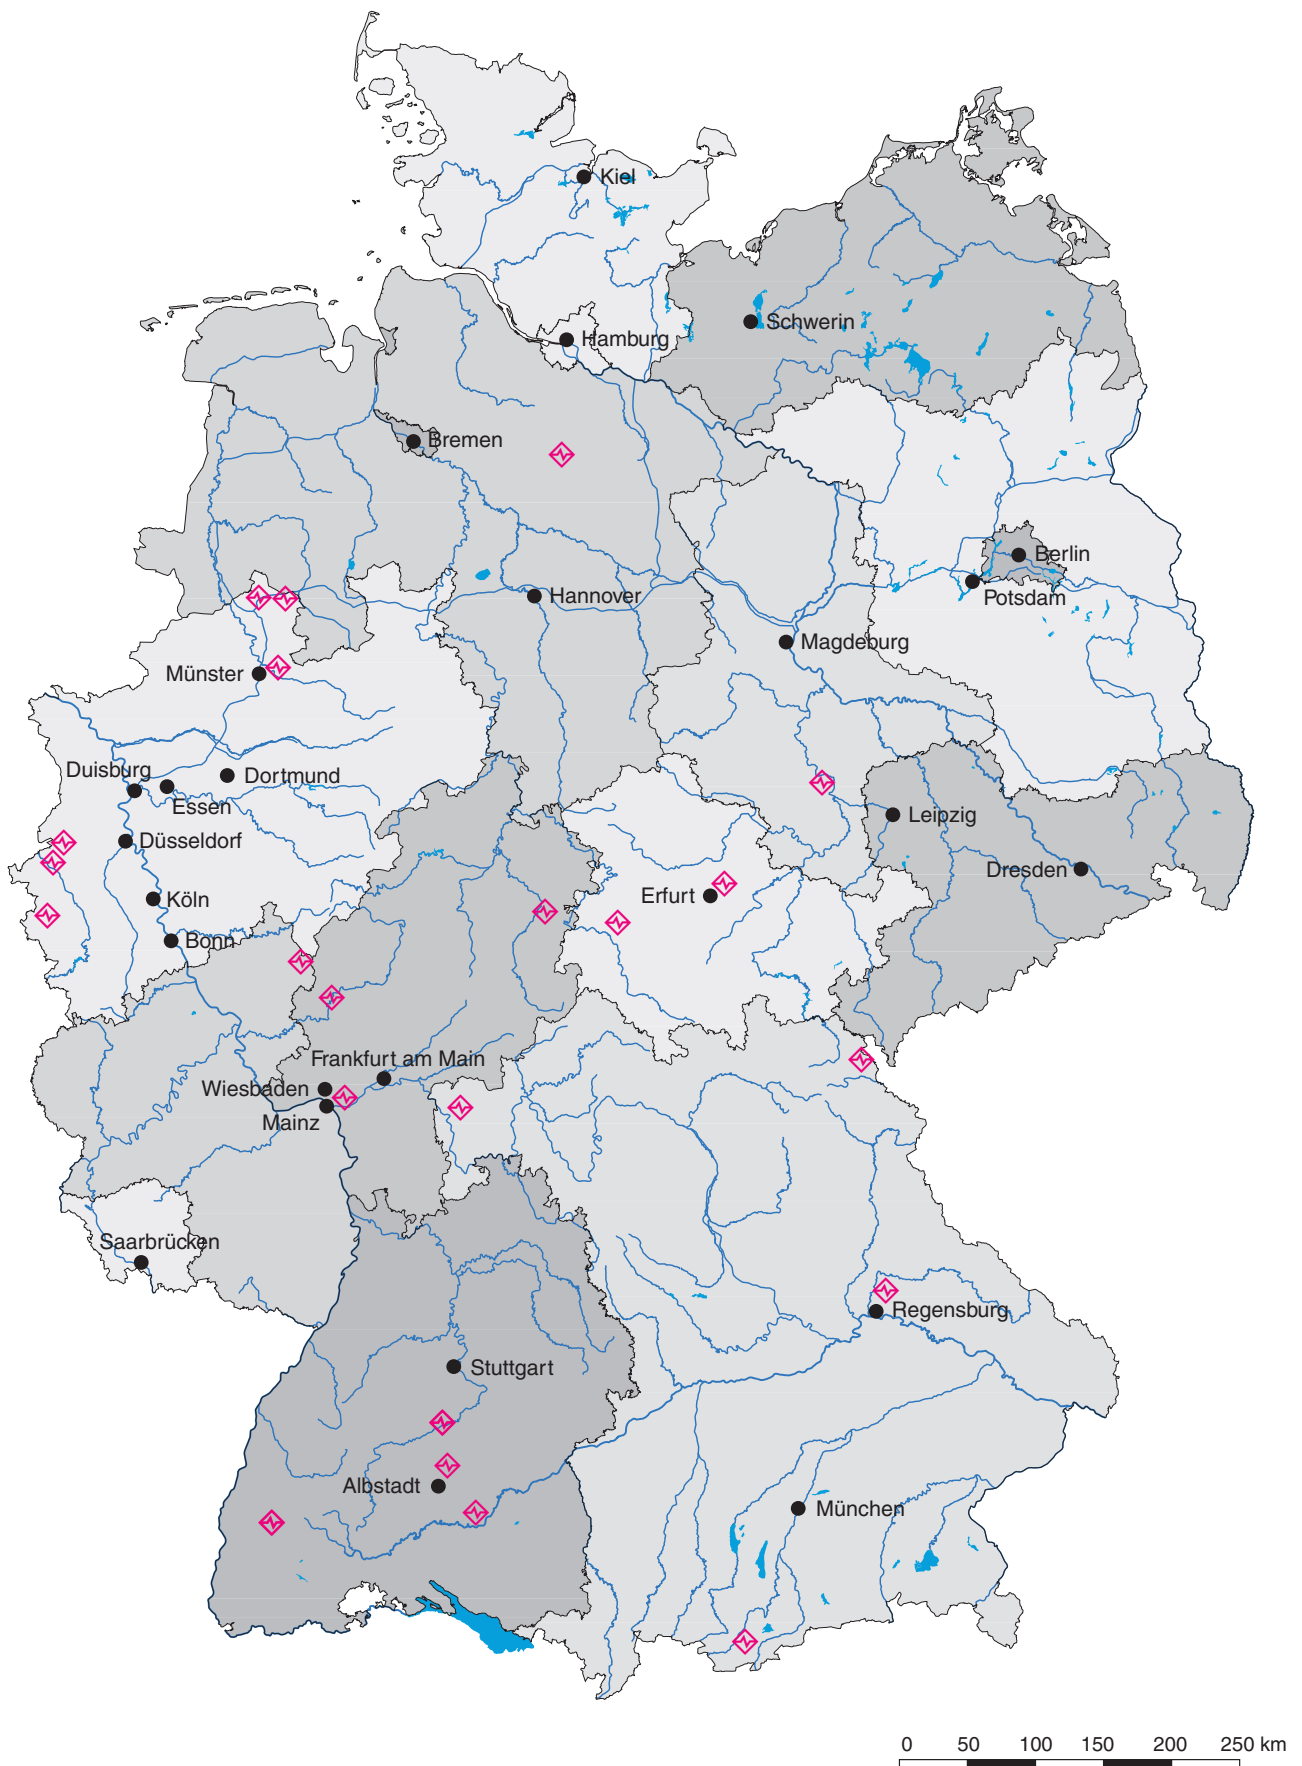 Kiel
Schwerin
Hamburg
Bremen
Berlin
Hannover
Potsdam
Magdeburg
Münster
Duisburg
Dortmund
Essen
Leipzig
Düsseldorf
Dresden
Erfurt
Köln
Bonn
Frankfurt am Main
Wiesbaden
Mainz
Saarbrücken
Regensburg
Stuttgart
Albstadt
München
0 50 100 150 200 250 km